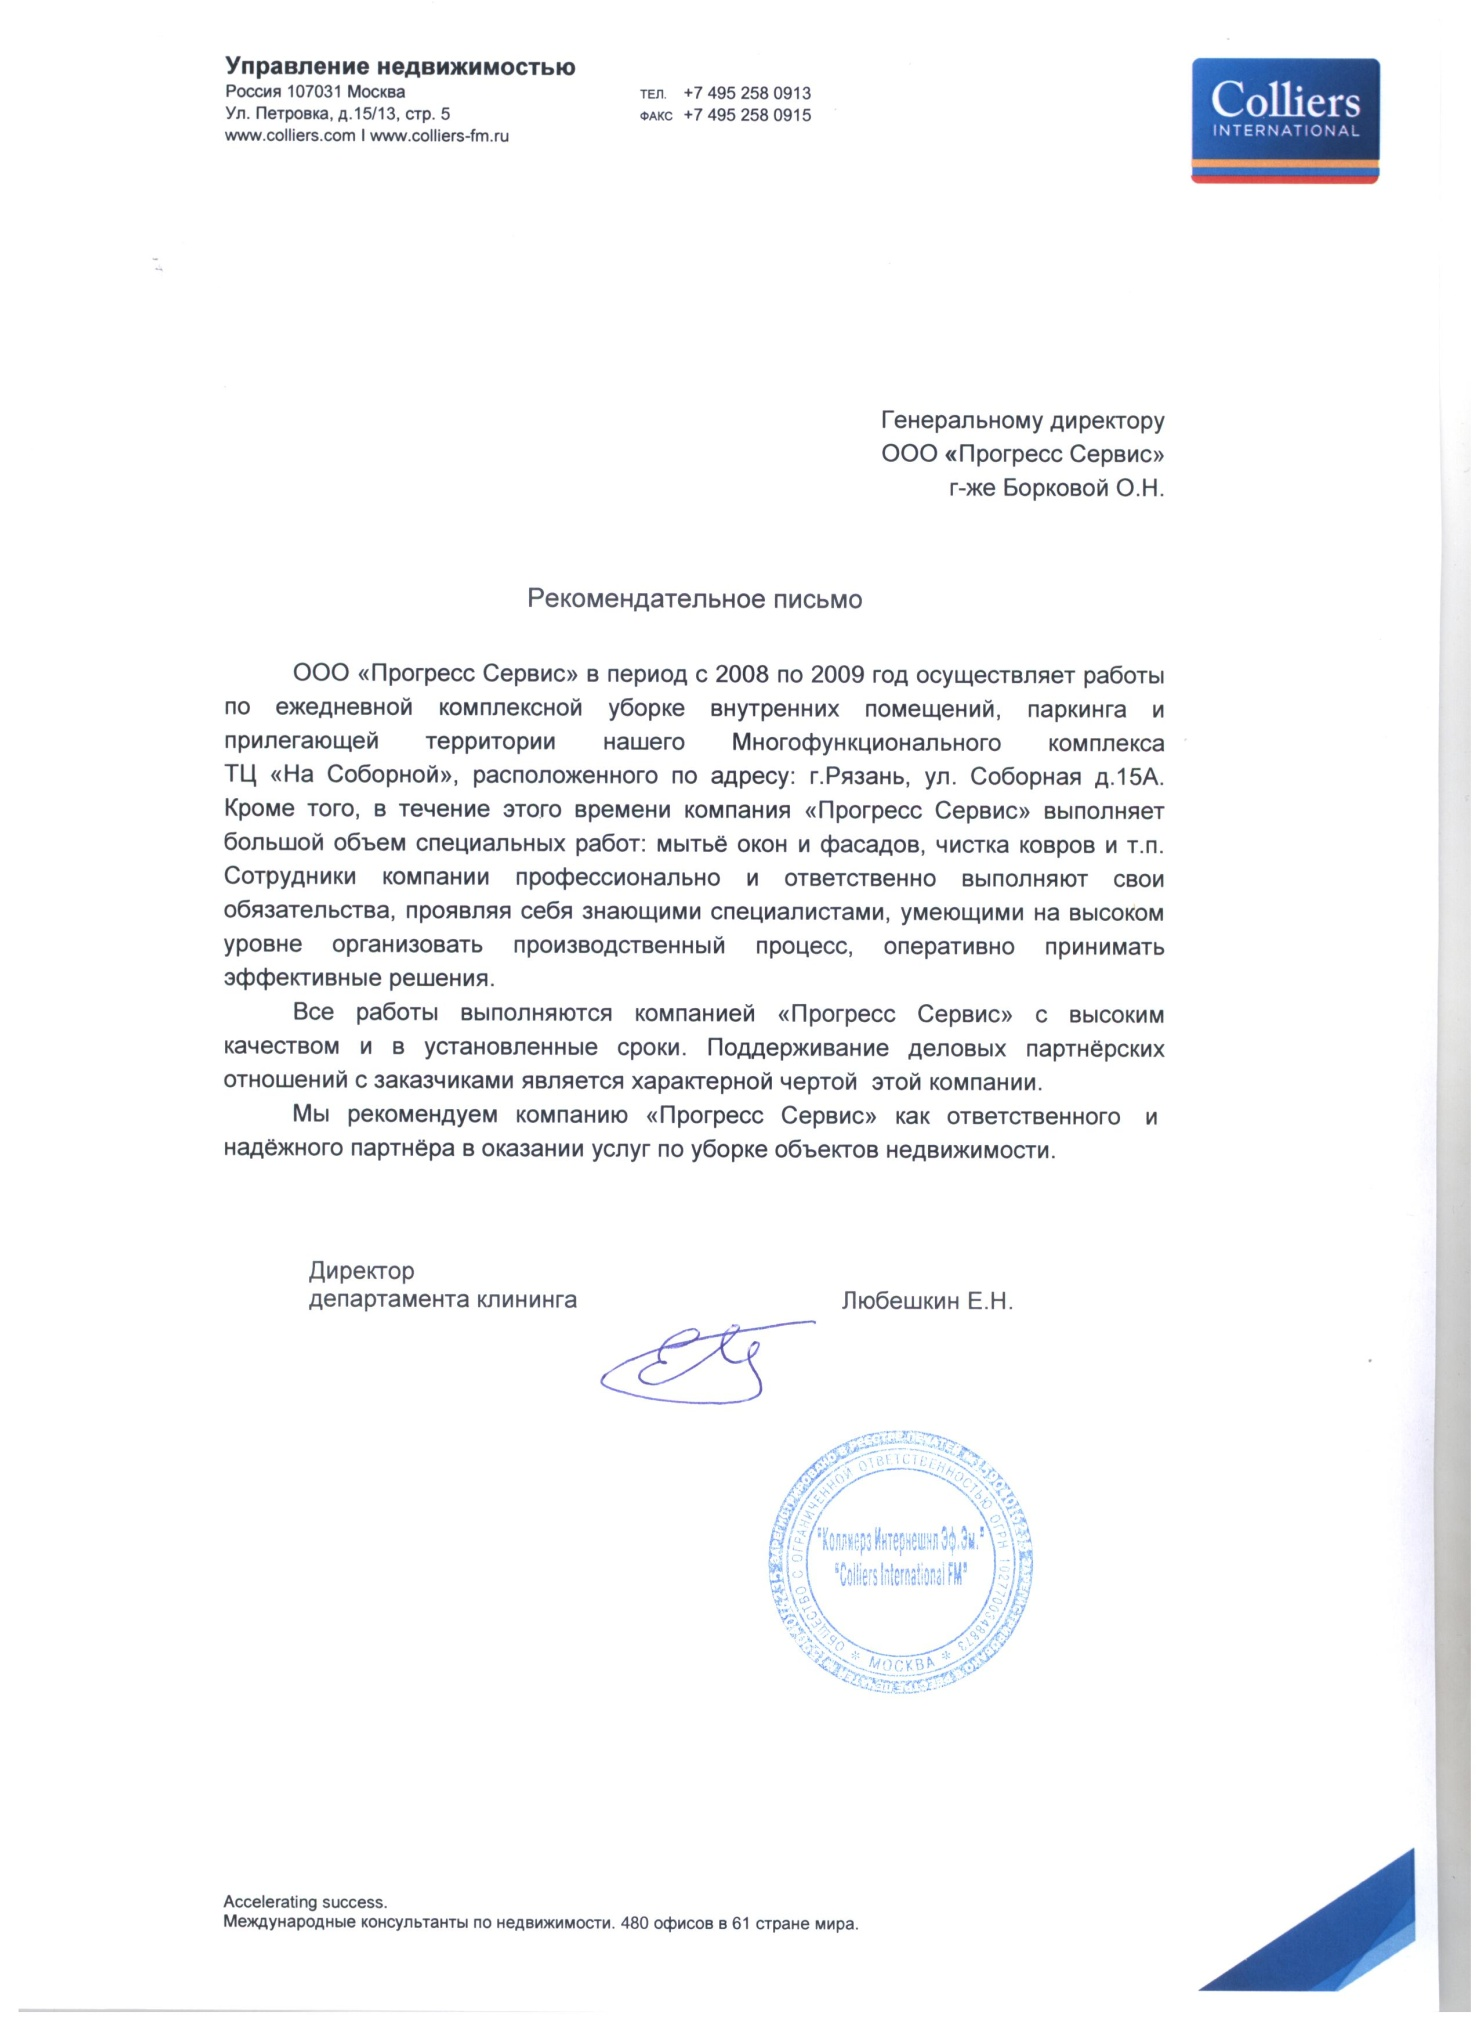 Управление недвижимостью
Россия 107031 Москва
Ул. Петровка, д.15/13, стр. 5
www.colliers.com I www.colliers-fm.ru
ТЕЛ. +7 495 258 0913
ФАКС +7 495 258 0915
Colliers
INTERNATIONAL
Генеральному директору
ООО «Прогресс Сервис»
г-же Борковой О.Н.
Рекомендательное письмо
ООО «Прогресс Сервис» в период с 2008 по 2009 год осуществляет работы
по ежедневной комплексной уборке внутренних помещений, паркинга и
прилегающей территории нашего Многофункционального комплекса
ТЦ «На Соборной», расположенного по адресу: г.Рязань, ул. Соборная д.15А.
Кроме того, в течение этого времени компания «Прогресс Сервис» выполняет
большой объем специальных работ: мытьё окон и фасадов, чистка ковров и т.п.
Сотрудники компании профессионально и ответственно выполняют свои
обязательства, проявляя себя знающими специалистами, умеющими на высоком
уровне организовать производственный процесс, оперативно принимать
эффективные решения.
Все работы выполняются компанией «Прогресс Сервис» с высоким
качеством и в установленные сроки. Поддерживание деловых партнёрских
отношений с заказчиками является характерной чертой этой компании.
Мы рекомендуем компанию «Прогресс Сервис» как ответственного и
надёжного партнёра в оказании услуг по уборке объектов недвижимости.
Директор
департамента клининга
Любешкин Е.Н.
ОБЩЕСТВО С ОГРАНИЧЕННОЙ ОТВЕТСТВЕННОСТЬЮ ОГРН 1027700348873
* МОСКВА *
"Коллиерз Интернешнл Эф.Эм."
"Colliers International FM"
Accelerating success.
Международные консультанты по недвижимости. 480 офисов в 61 стране мира.